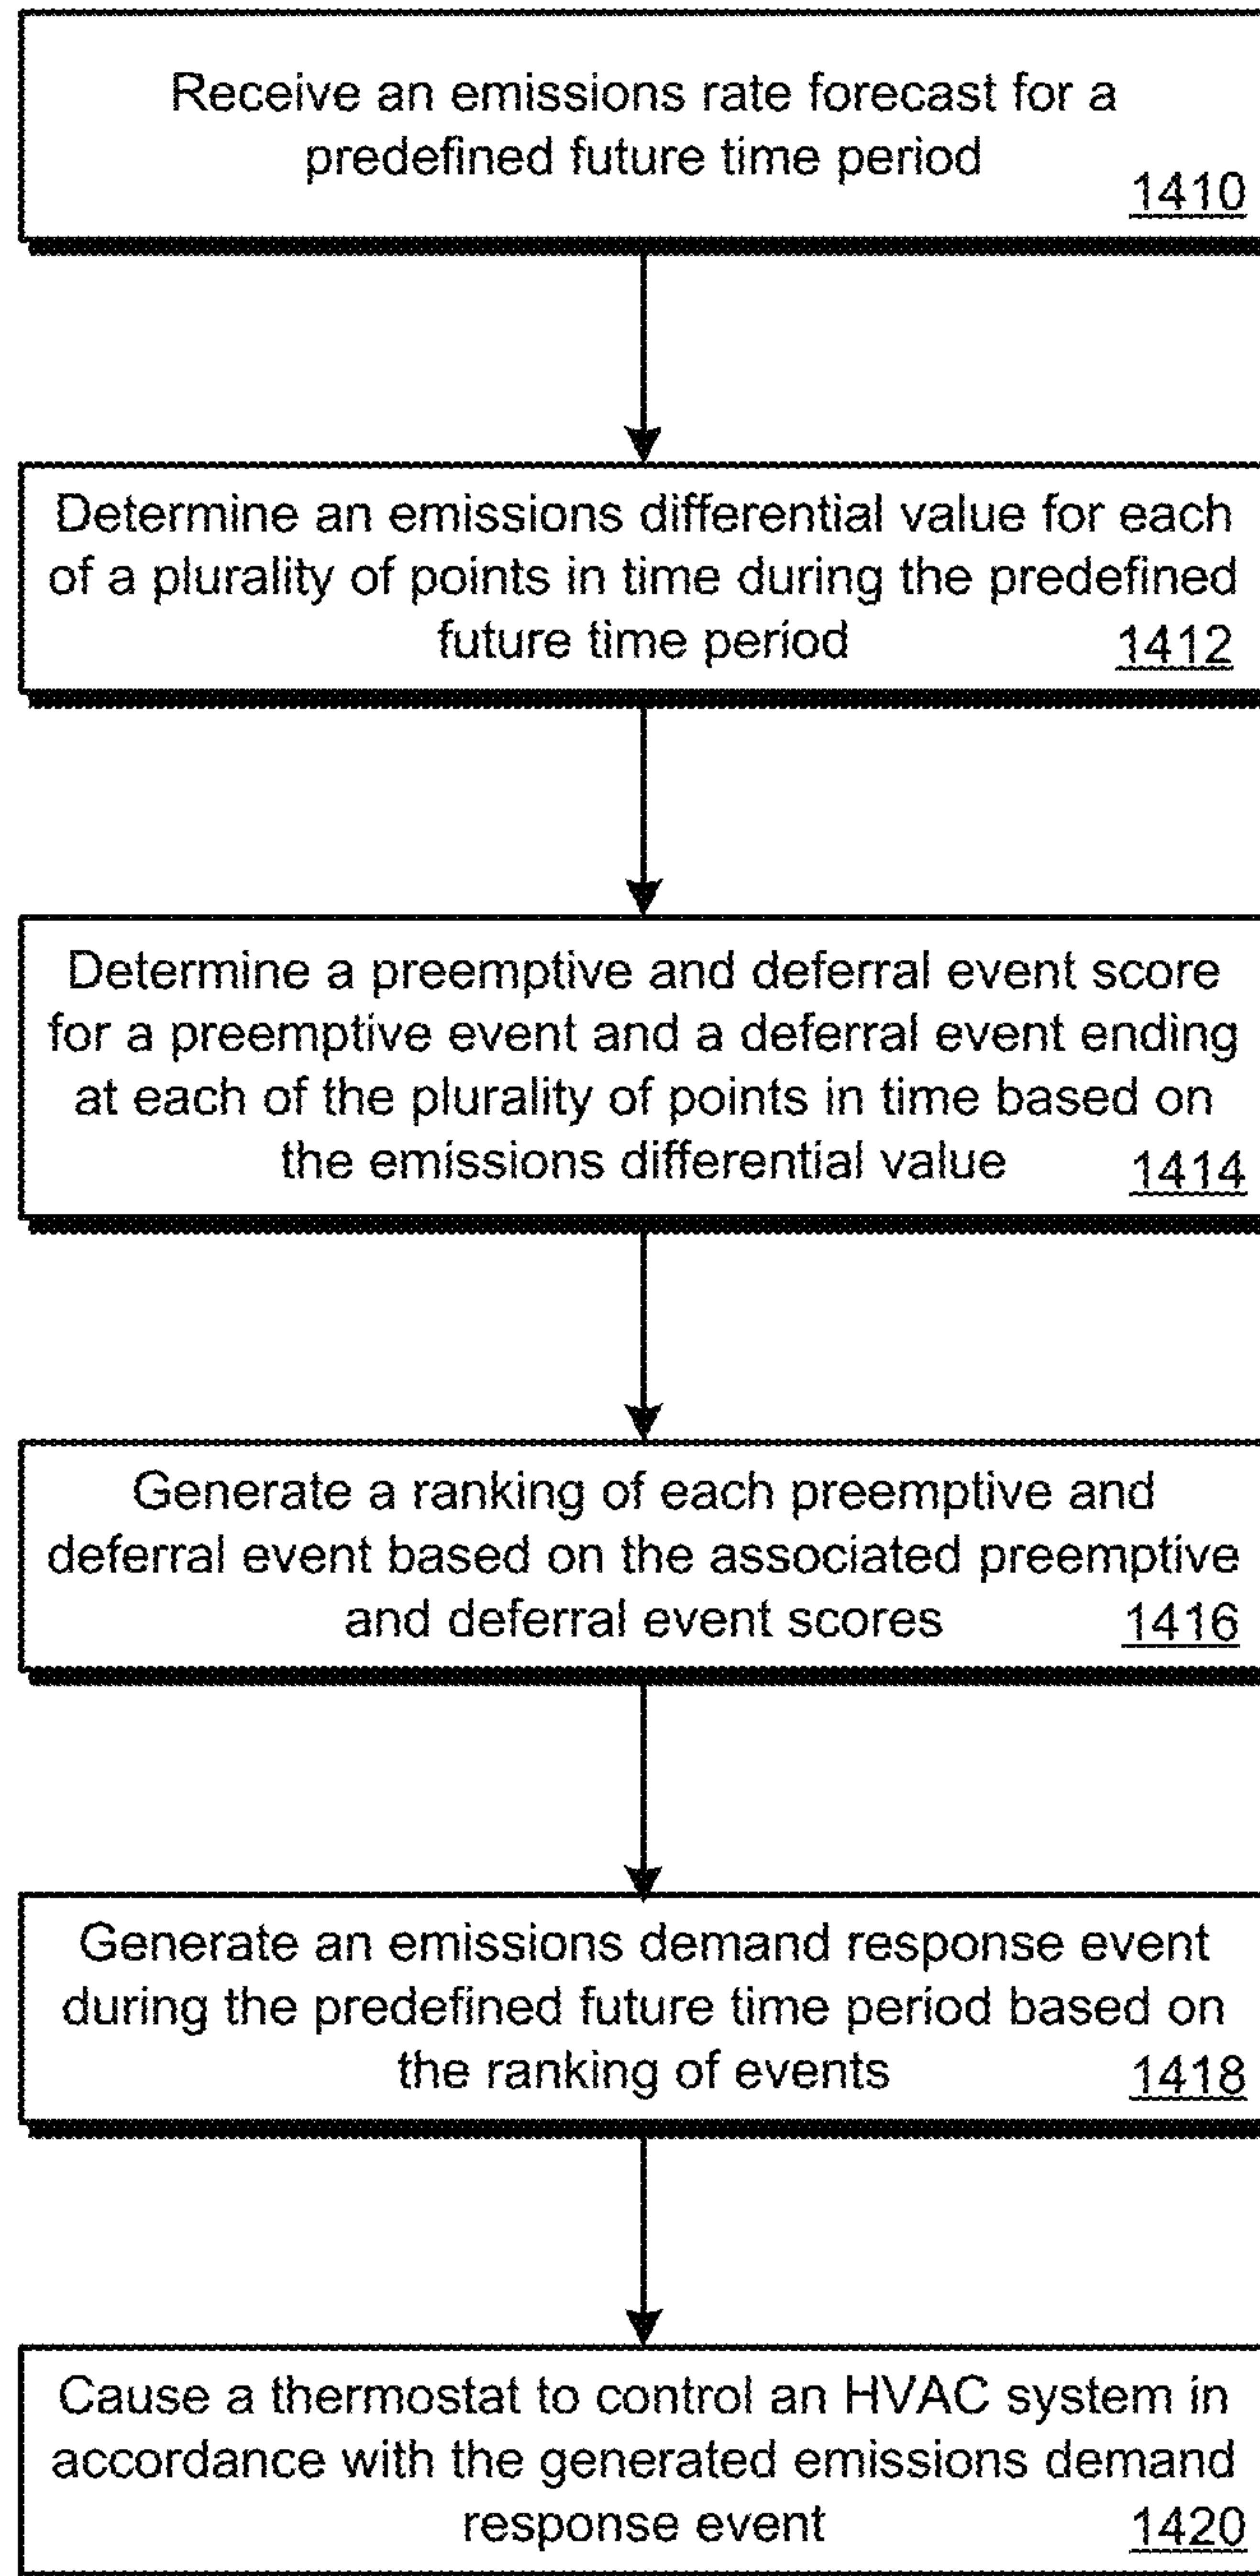 Receive an emissions rate forecast for a
predefined future time period
1410
Determine an emissions differential value for each
of a plurality of points in time during the predefined
future time period 1412
Determine a preemptive and deferral event score
for a preemptive event and a deferral event ending
at each of the plurality of points in time based on
the emissions differential value 1414
Generate a ranking of each preemptive and
deferral event based on the associated preemptive
and deferral event scores 1416
Generate an emissions demand response event
during the predefined future time period based on
the ranking of events 1418
Cause a thermostat to control an HVAC system in
accordance with the generated emissions demand
response event 1420